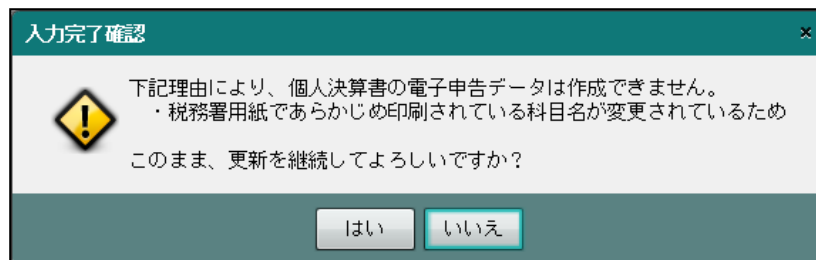 入力完了確認
×
下記理由により、個人決算書の電子申告データは作成できません。
・税務署用紙であらかじめ印刷されている科目名が変更されているため
このまま、更新を継続してよろしいですか？
はい
いいえ